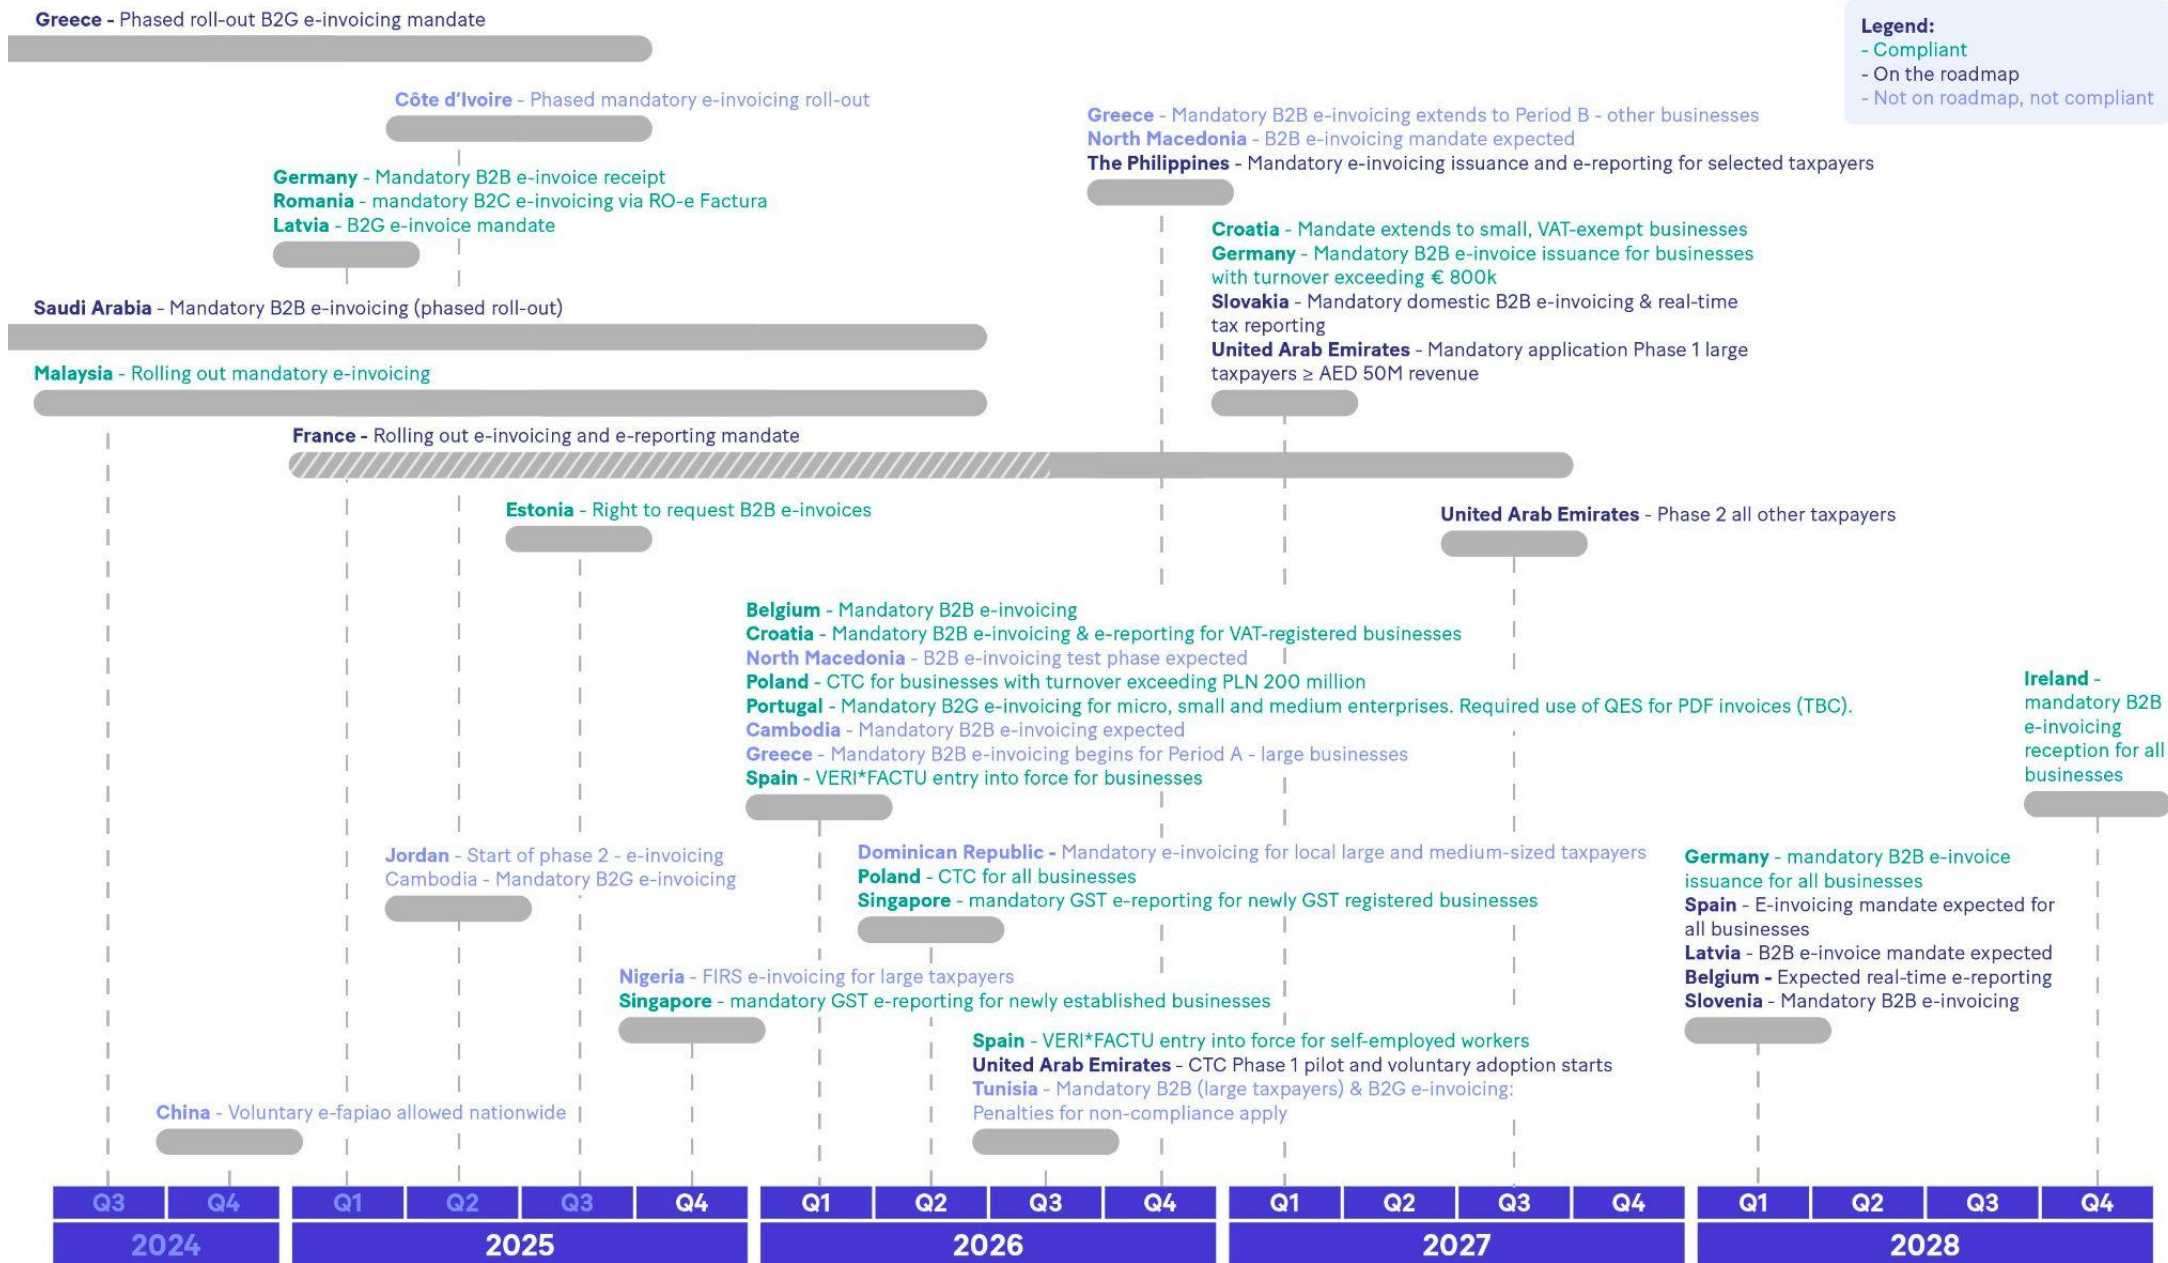 Greece - Phased roll-out B2G e-invoicing mandate
Legend:
- Compliant
- On the roadmap
- Not on roadmap, not compliant
Côte d'Ivoire - Phased mandatory e-invoicing roll-out
Greece - Mandatory B2B e-invoicing extends to Period B - other businesses
North Macedonia - B2B e-invoicing mandate expected
The Philippines - Mandatory e-invoicing issuance and e-reporting for selected taxpayers
Germany - Mandatory B2B e-invoice receipt
Romania - mandatory B2C e-invoicing via RO-e Factura
Latvia - B2G e-invoice mandate
Croatia - Mandate extends to small, VAT-exempt businesses
Germany - Mandatory B2B e-invoice issuance for businesses
with turnover exceeding € 800k
Slovakia - Mandatory domestic B2B e-invoicing & real-time
tax reporting
United Arab Emirates - Mandatory application Phase 1 large
taxpayers ≥ AED 50M revenue
Saudi Arabia - Mandatory B2B e-invoicing (phased roll-out)
Malaysia - Rolling out mandatory e-invoicing
France - Rolling out e-invoicing and e-reporting mandate
Estonia - Right to request B2B e-invoices
United Arab Emirates - Phase 2 all other taxpayers
Belgium - Mandatory B2B e-invoicing
Croatia - Mandatory B2B e-invoicing & e-reporting for VAT-registered businesses
North Macedonia - B2B e-invoicing test phase expected
Poland - CTC for businesses with turnover exceeding PLN 200 million
Portugal - Mandatory B2G e-invoicing for micro, small and medium enterprises. Required use of QES for PDF invoices (TBC).
Cambodia - Mandatory B2B e-invoicing expected
Greece - Mandatory B2B e-invoicing begins for Period A - large businesses
Spain - VERI*FACTU entry into force for businesses
Ireland -
mandatory B2B
e-invoicing
reception for all
businesses
Jordan - Start of phase 2 - e-invoicing
Cambodia - Mandatory B2G e-invoicing
Dominican Republic - Mandatory e-invoicing for local large and medium-sized taxpayers
Poland - CTC for all businesses
Singapore - mandatory GST e-reporting for newly GST registered businesses
Germany - mandatory B2B e-invoice
issuance for all businesses
Spain - E-invoicing mandate expected for
all businesses
Latvia - B2B e-invoice mandate expected
Belgium - Expected real-time e-reporting
Slovenia - Mandatory B2B e-invoicing
Nigeria - FIRS e-invoicing for large taxpayers
Singapore - mandatory GST e-reporting for newly established businesses
Spain - VERI*FACTU entry into force for self-employed workers
United Arab Emirates - CTC Phase 1 pilot and voluntary adoption starts
Tunisia - Mandatory B2B (large taxpayers) & B2G e-invoicing:
Penalties for non-compliance apply
China - Voluntary e-fapiao allowed nationwide
Q3 Q4 Q1 Q2 Q3 Q4 Q1 Q2 Q3 Q4 Q1 Q2 Q3 Q4 Q1 Q2 Q3 Q4
2024 2025 2026 2027 2028